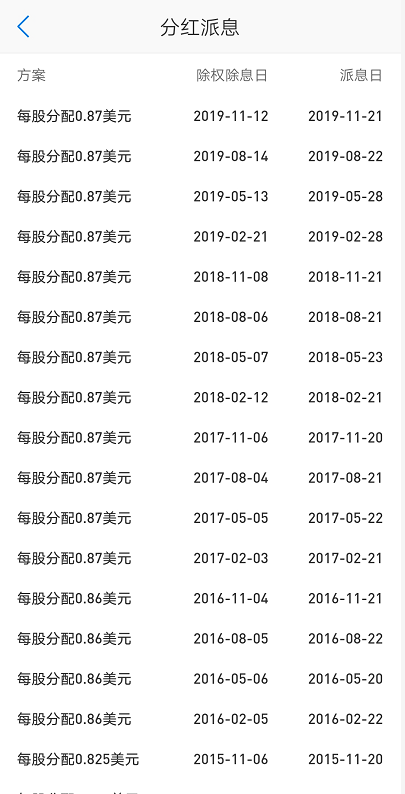 分红派息
方案 除权除息日 派息日
每股分配0.87美元 2019-11-12 2019-11-21
每股分配0.87美元 2019-08-14 2019-08-22
每股分配0.87美元 2019-05-13 2019-05-28
每股分配0.87美元 2019-02-21 2019-02-28
每股分配0.87美元 2018-11-08 2018-11-21
每股分配0.87美元 2018-08-06 2018-08-21
每股分配0.87美元 2018-05-07 2018-05-23
每股分配0.87美元 2018-02-12 2018-02-21
每股分配0.87美元 2017-11-06 2017-11-20
每股分配0.87美元 2017-08-04 2017-08-21
每股分配0.87美元 2017-05-05 2017-05-22
每股分配0.87美元 2017-02-03 2017-02-21
每股分配0.86美元 2016-11-04 2016-11-21
每股分配0.86美元 2016-08-05 2016-08-22
每股分配0.86美元 2016-05-06 2016-05-20
每股分配0.86美元 2016-02-05 2016-02-22
每股分配0.825美元 2015-11-06 2015-11-20